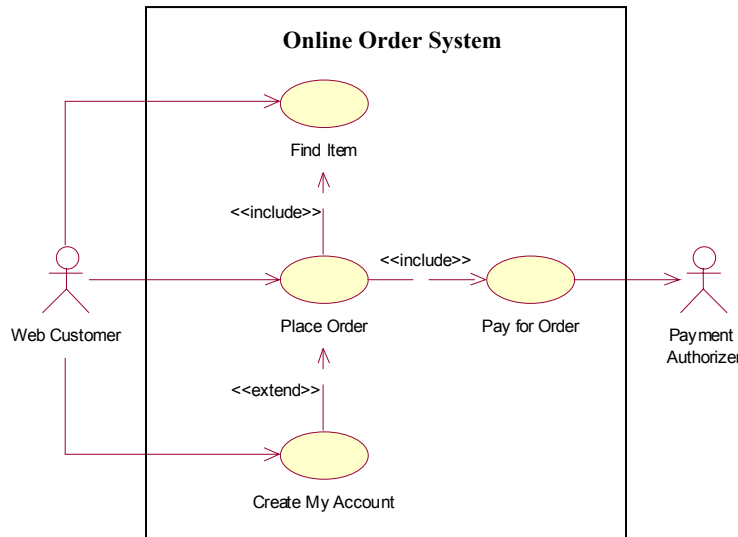 Online Order System
Find Item
<<include>>
<<include>>
Web Customer
Place Order
Pay for Order
Payment
Authorizer
<<extend>>
Create My Account